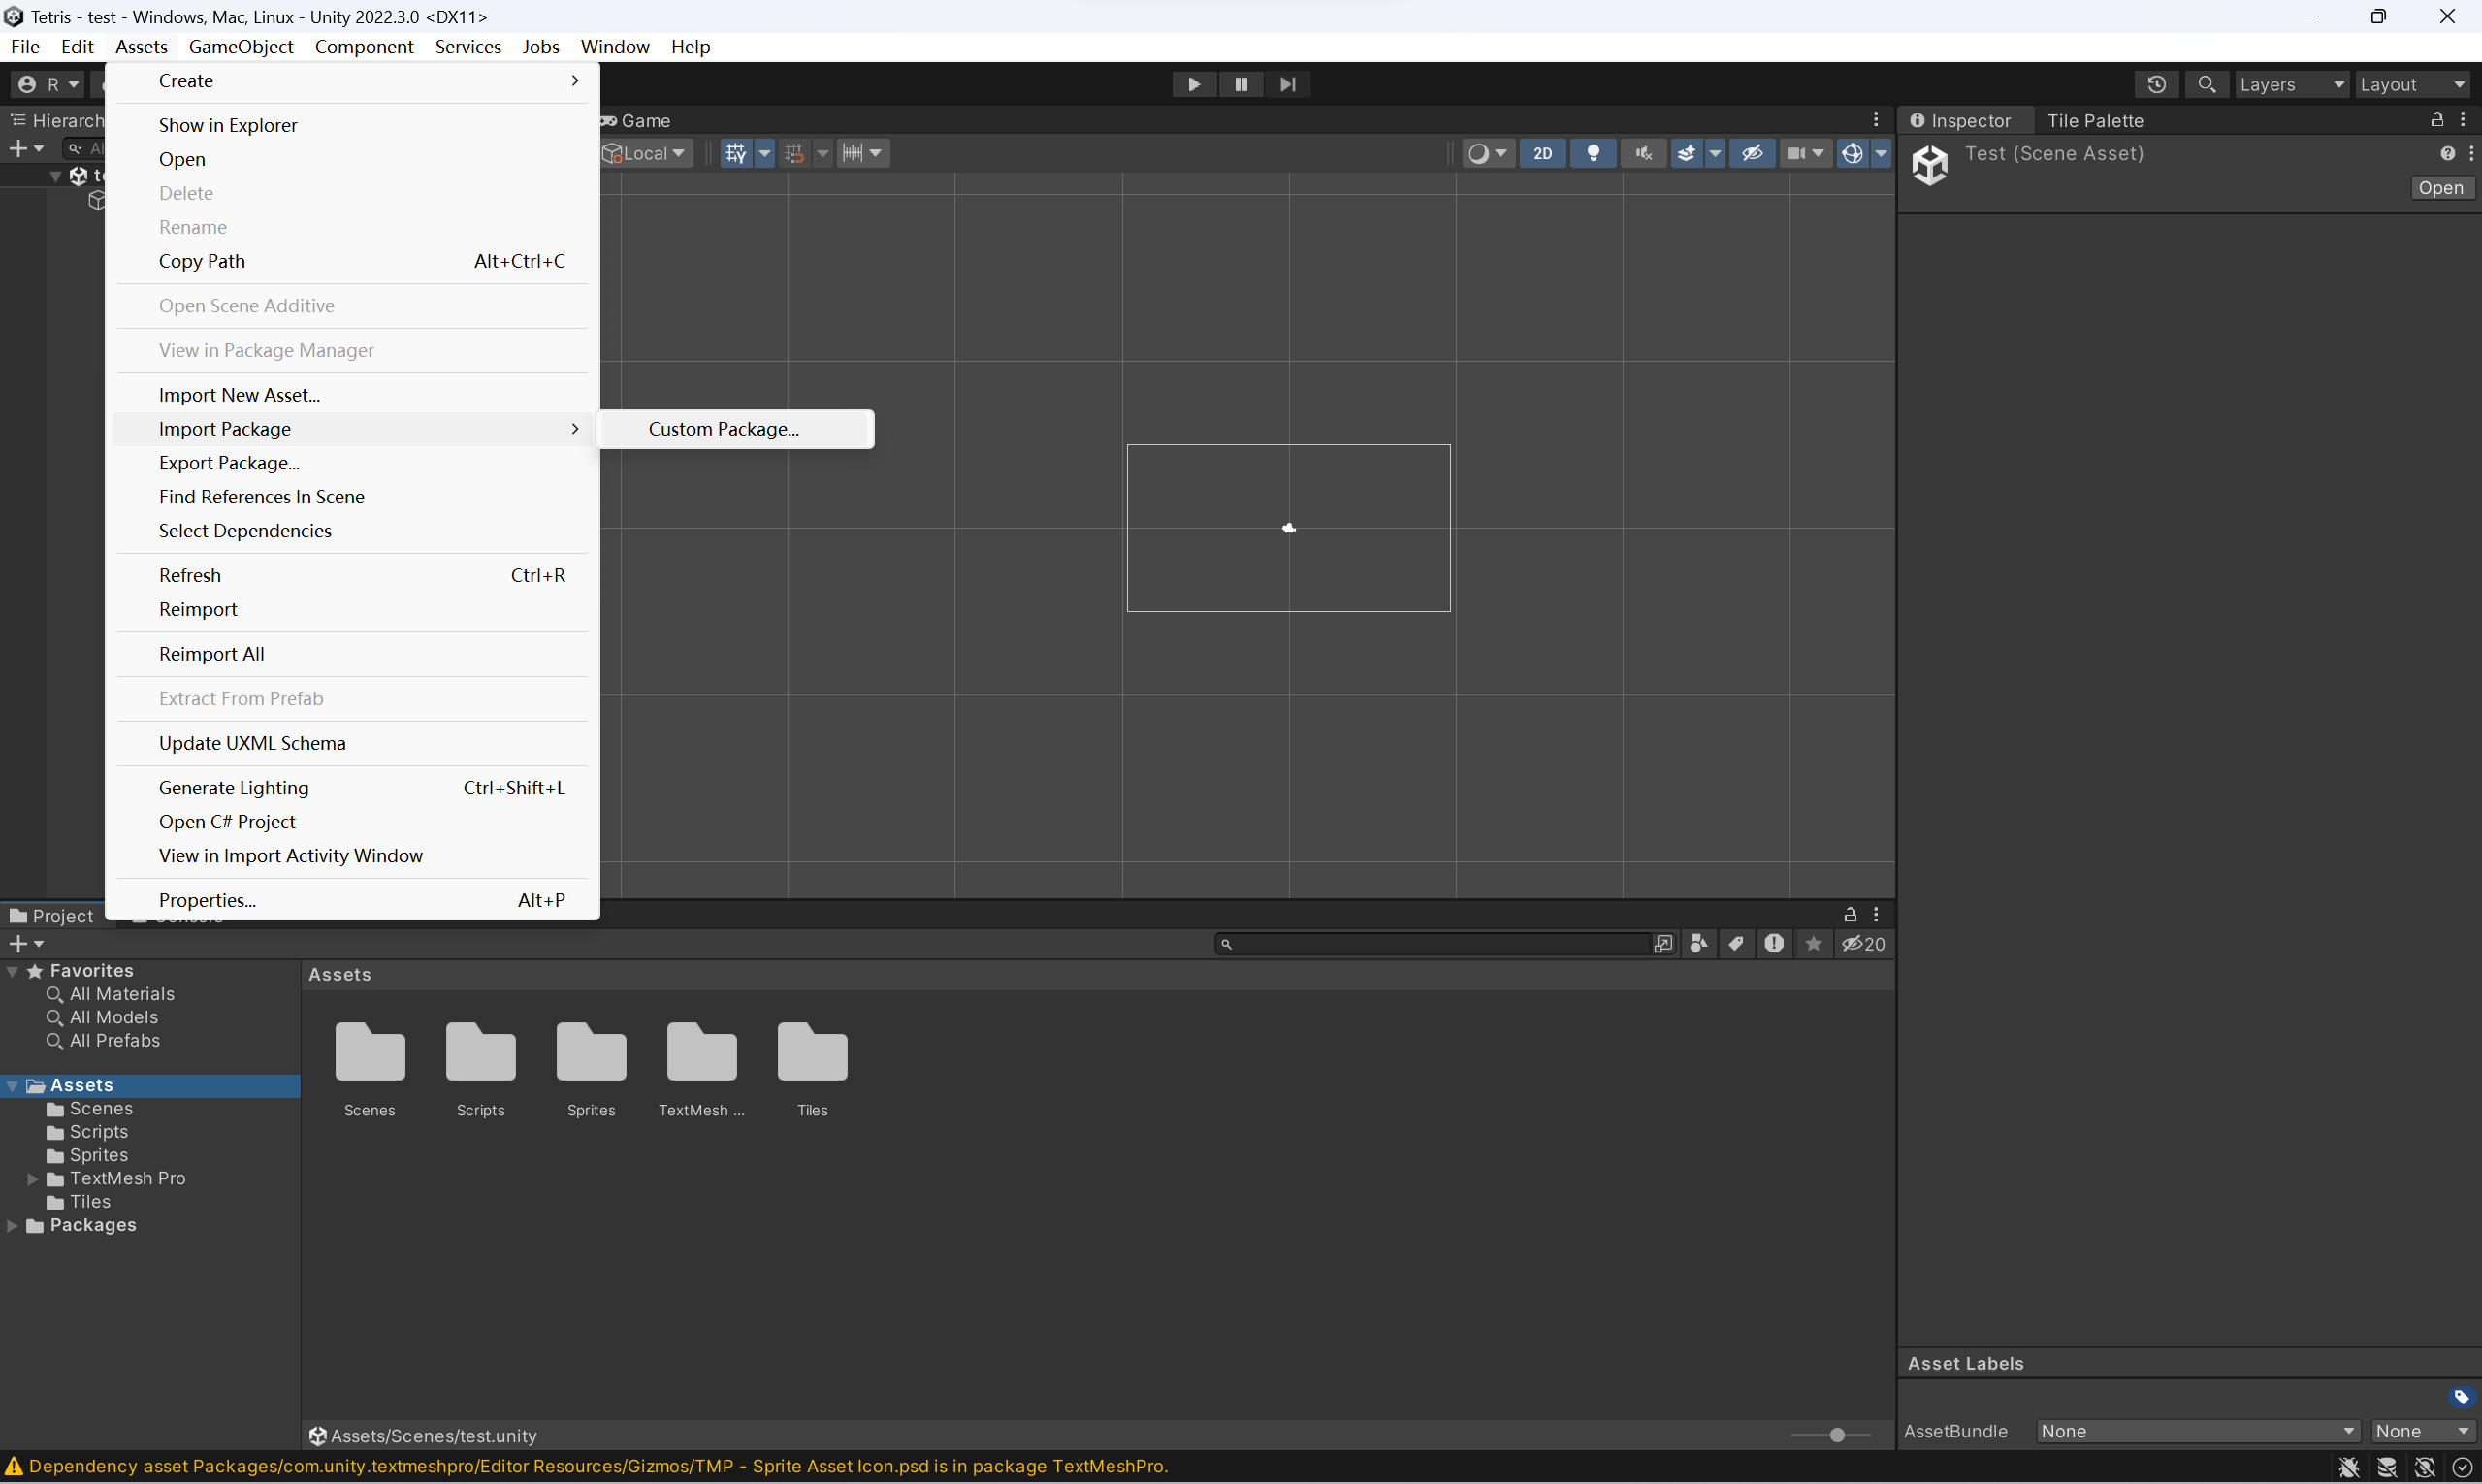 Tetris - test - Windows, Mac, Linux - Unity 2022.3.0 <DX11>
File Edit Assets GameObject Component Services Jobs Window Help
R
Layers
Layout
Create
Show in Explorer
Open
Delete
Rename
Copy Path Alt+Ctrl+C
Open Scene Additive
View in Package Manager
Import New Asset...
Import Package
Custom Package...
Export Package...
Find References In Scene
Select Dependencies
Refresh Ctrl+R
Reimport
Reimport All
Extract From Prefab
Update UXML Schema
Generate Lighting Ctrl+Shift+L
Open C# Project
View in Import Activity Window
Properties... Alt+P
Hierarch
Game
Local
2D
Inspector
Tile Palette
Test (Scene Asset)
Open
Project
20
Favorites
All Materials
All Models
All Prefabs
Assets
Scenes
Scripts
Sprites
TextMesh Pro
Tiles
Packages
Assets
Scenes
Scripts
Sprites
TextMesh ...
Tiles
Assets/Scenes/test.unity
Asset Labels
AssetBundle
None
None
Dependency asset Packages/com.unity.textmeshpro/Editor Resources/Gizmos/TMP - Sprite Asset Icon.psd is in package TextMeshPro.